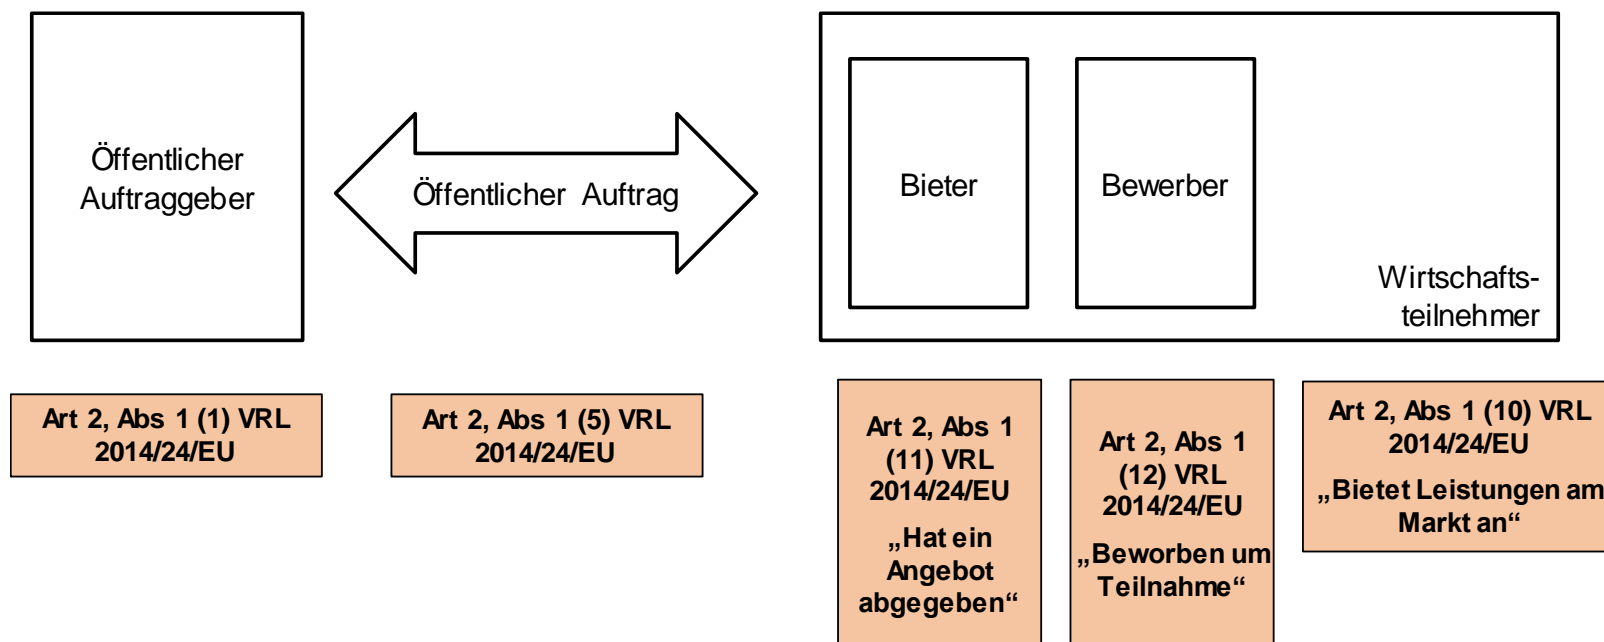 Öffentlicher
Auftraggeber
Öffentlicher Auftrag
Bieter
Bewerber
Wirtschafts-
teilnehmer
Art 2, Abs 1 (1) VRL
2014/24/EU
Art 2, Abs 1 (5) VRL
2014/24/EU
Art 2, Abs 1
(11) VRL
2014/24/EU
„Hat ein
Angebot
abgegeben“
Art 2, Abs 1
(12) VRL
2014/24/EU
„Beworben um
Teilnahme“
Art 2, Abs 1 (10) VRL
2014/24/EU
„Bietet Leistungen am
Markt an“